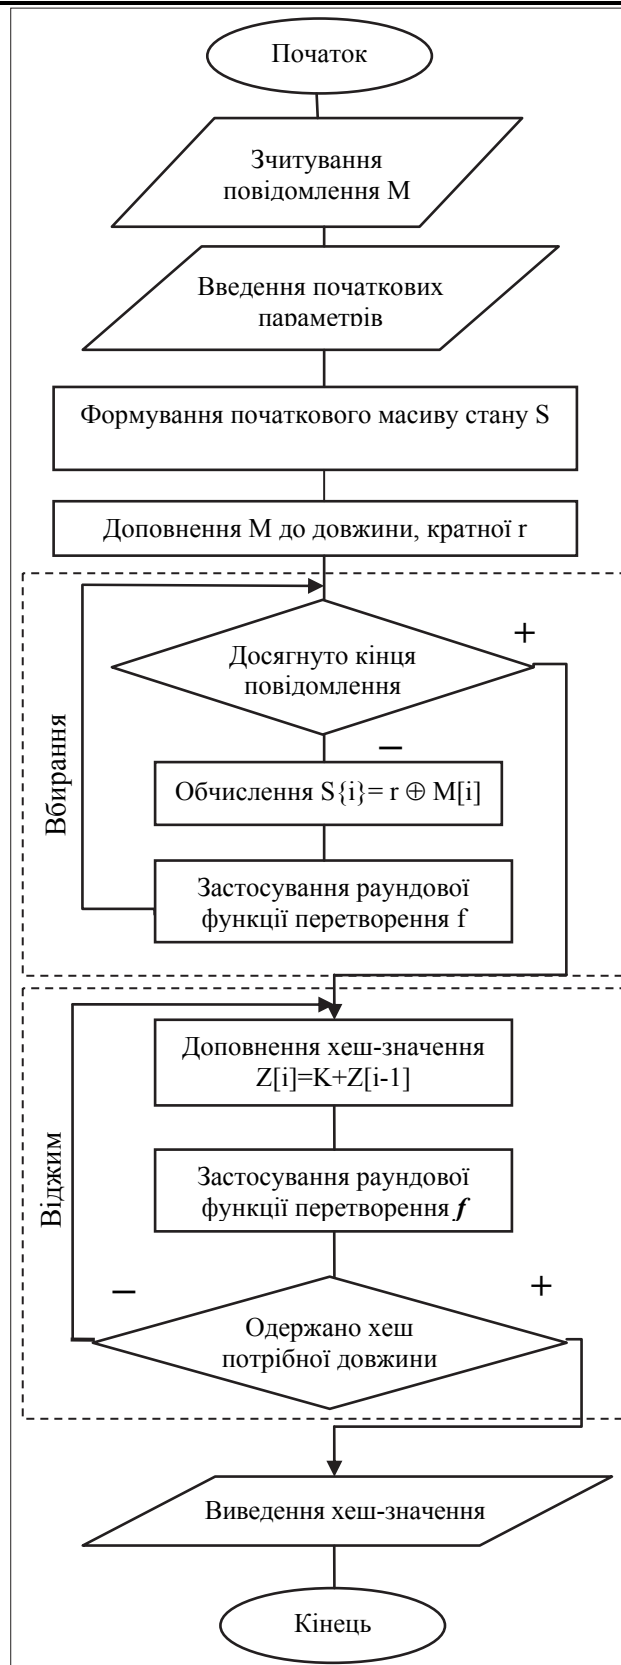 Початок
Зчитування
повідомлення М
Введення початкових
параметрів
Формування початкового масиву стану S
Доповнення М до довжини, кратної r
Вбирання
+
Досягнуто кінця
повідомлення
–
Обчислення S{i}= r ⊕ M[i]
Застосування раундової
функції перетворення f
Віджим
Доповнення хеш-значення
Z[i]=K+Z[i-1]
Застосування раундової
функції перетворення f
–
+
Одержано хеш
потрібної довжини
Виведення хеш-значення
Кінець